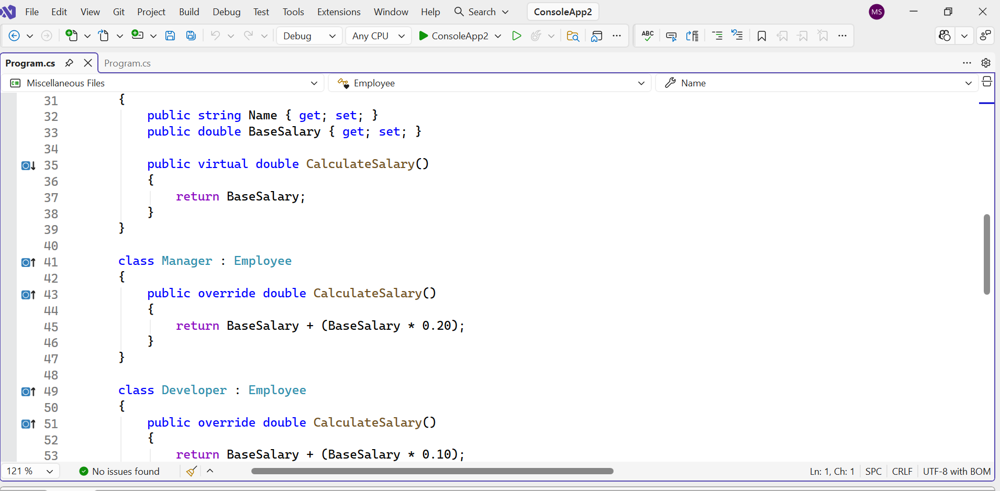 File Edit View Git Project Build Debug Test Tools Extensions Window Help Search ConsoleApp2 MS
Debug Any CPU ConsoleApp2 ABC
Program.cs Program.cs
C# Miscellaneous Files Employee Name
31 {
32 public string Name { get; set; }
33 public double BaseSalary { get; set; }
34
35 public virtual double CalculateSalary()
36 {
37 return BaseSalary;
38 }
39 }
40
41 class Manager : Employee
42 {
43 public override double CalculateSalary()
44 {
45 return BaseSalary + (BaseSalary * 0.20);
46 }
47 }
48
49 class Developer : Employee
50 {
51 public override double CalculateSalary()
52 {
53 return BaseSalary + (BaseSalary * 0.10);
121 % No issues found Ln: 1, Ch: 1 SPC CRLF UTF-8 with BOM